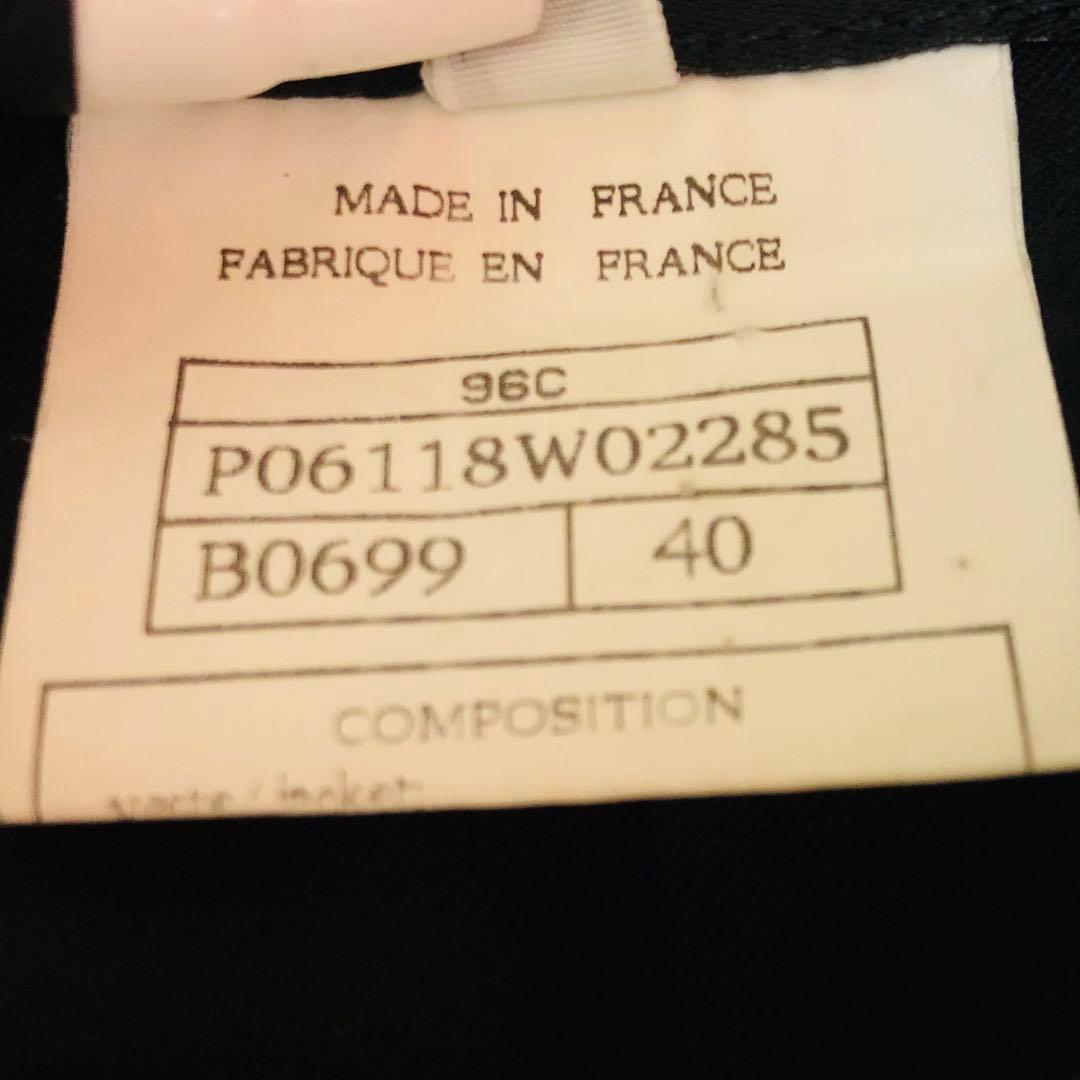 MADE IN FRANCE
FABRIQUE EN FRANCE
96C
P06118W02285
B0699 40
COMPOSITION